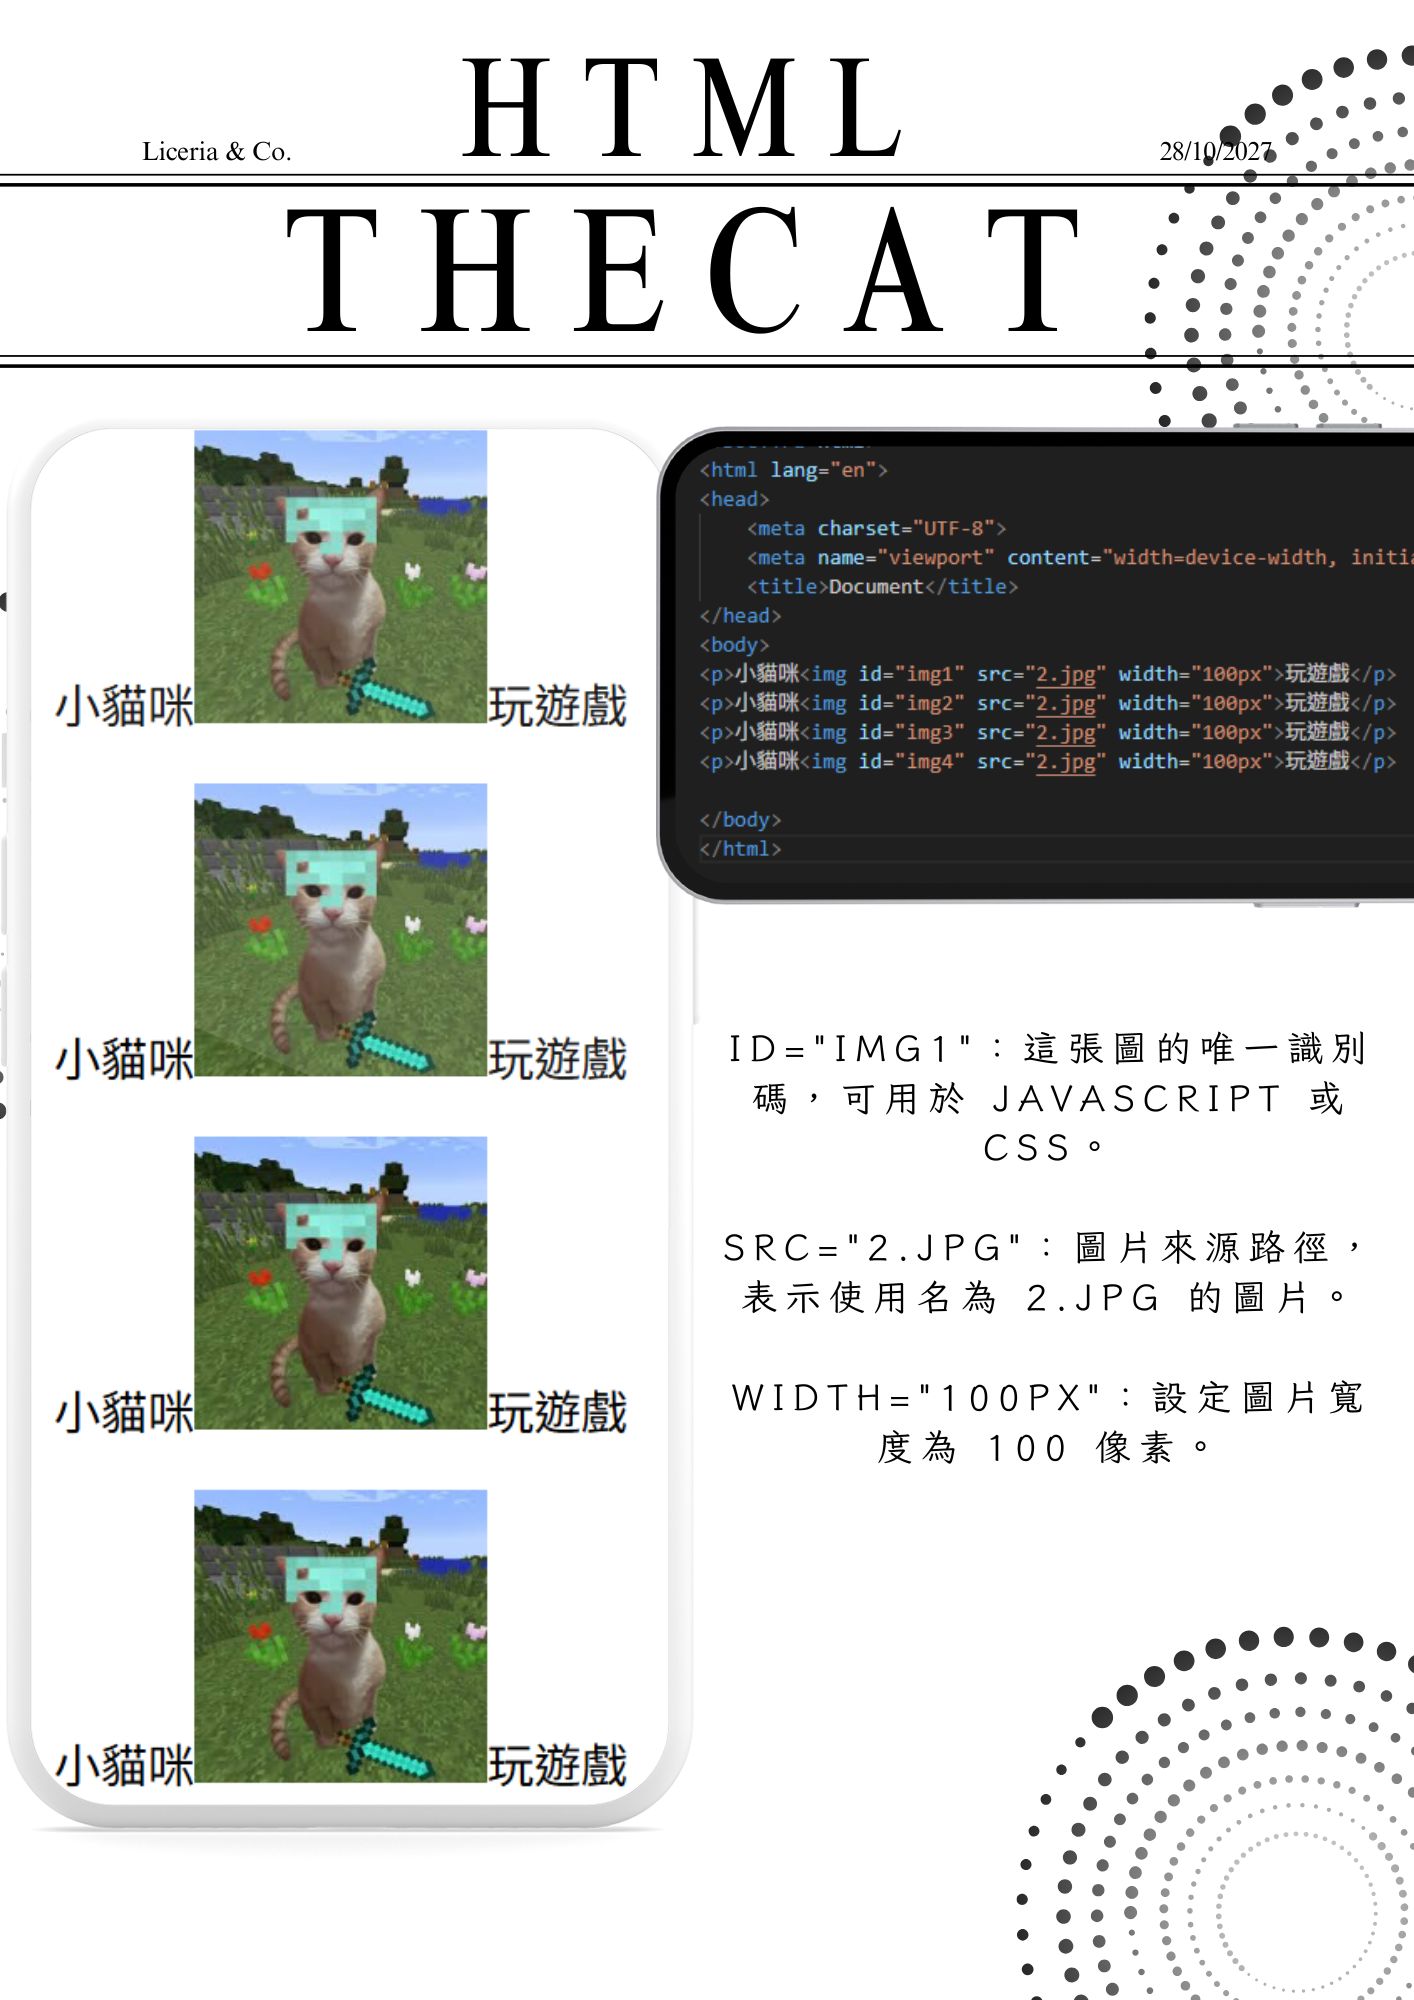 HTML
Liceria & Co.
28/10/2027
THECAT
小貓咪 玩遊戲
小貓咪 玩遊戲
小貓咪 玩遊戲
小貓咪 玩遊戲
<html lang="en">
<head>
<meta charset="UTF-8">
<meta name="viewport" content="width=device-width,
<title>Document</title>
</head>
<body>
<p>小貓咪<img id="img1" src="2.jpg" width="100px">玩遊戲</p>
<p>小貓咪<img id="img2" src="2.jpg" width="100px">玩遊戲</p>
<p>小貓咪<img id="img3" src="2.jpg" width="100px">玩遊戲</p>
<p>小貓咪<img id="img4" src="2.jpg" width="100px">玩遊戲</p>
</body>
</html>
ID="IMG1"：這張圖的唯一識別
碼，可用於 JAVASCRIPT 或
CSS。
SRC="2.JPG"：圖片來源路徑，
表示使用名為 2.JPG 的圖片。
WIDTH="100PX"：設定圖片寬
度為 100 像素。